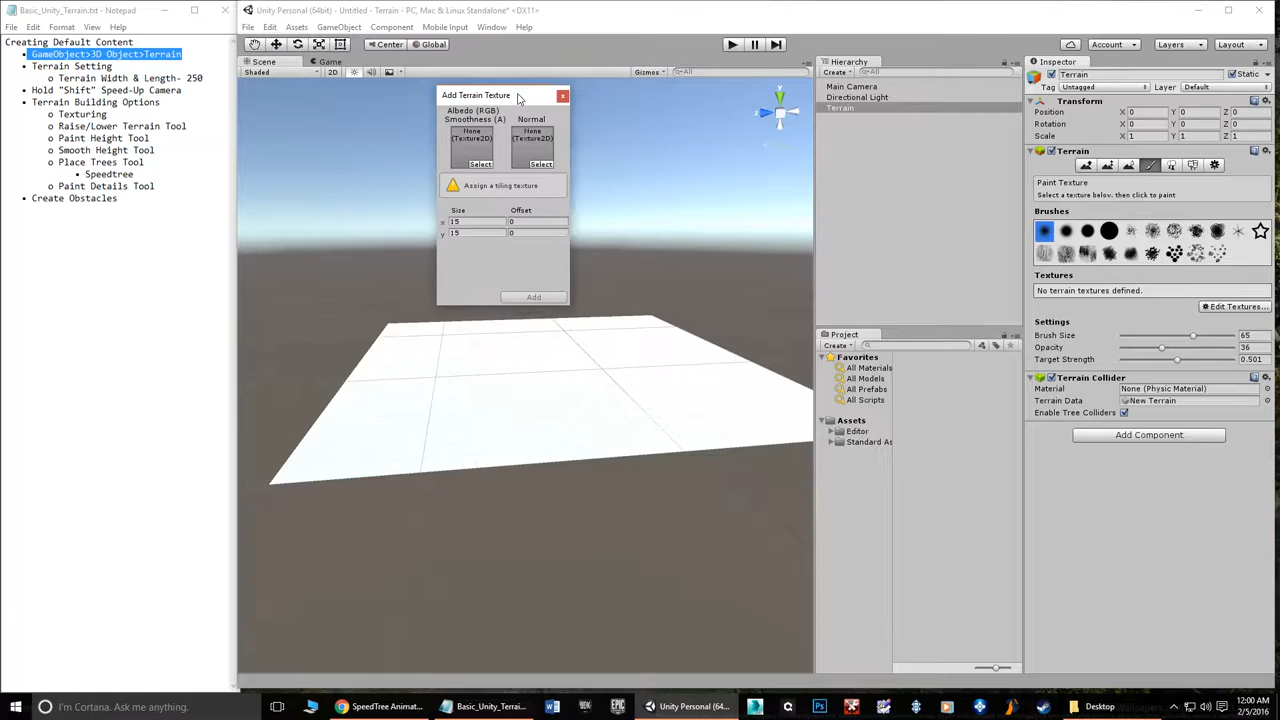 Basic_Unity_Terrain.txt - Notepad
File Edit Format View Help
Creating Default Content
• GameObject>3D Object>Terrain
• Terrain Setting
• Terrain Width & Length- 250
• Hold "Shift" Speed-Up Camera
• Terrain Building Options
• Texturing
• Raise/Lower Terrain Tool
• Paint Height Tool
• Smooth Height Tool
• Place Trees Tool
• Speedtree
• Paint Details Tool
• Create Obstacles
Unity Personal (64bit) - Untitled - Terrain - PC, Mac & Linux Standalone* <DX11>
File Edit Assets GameObject Component Mobile Input Window Help
Center Global
Account Layers Layout
Scene Game
Shaded 2D Gizmos All
Add Terrain Texture x
Albedo (RGB)
Smoothness (A) Normal
None (Texture2D) None (Texture2D)
Select Select
Assign a tiling texture
Size Offset
x 15 0
y 15 0
Add
y
z
Hierarchy
Create All
Main Camera
Directional Light
Terrain
Project
Create
Favorites
All Materials
All Models
All Prefabs
All Scripts
Assets
Editor
Standard As
Inspector
Terrain Static
Tag Untagged Layer Default
Transform
Position X 0 Y 0 Z 0
Rotation X 0 Y 0 Z 0
Scale X 1 Y 1 Z 1
Terrain
Paint Texture
Select a texture below, then click to paint
Brushes
Textures
No terrain textures defined.
Edit Textures...
Settings
Brush Size 65
Opacity 36
Target Strength 0.501
Terrain Collider
Material None (Physic Material)
Terrain Data New Terrain
Enable Tree Colliders
Add Component
I'm Cortana. Ask me anything.
SpeedTree Animat...
Basic_Unity_Terrain....
Unity Personal (64...
Desktop
12:00 AM
2/5/2016